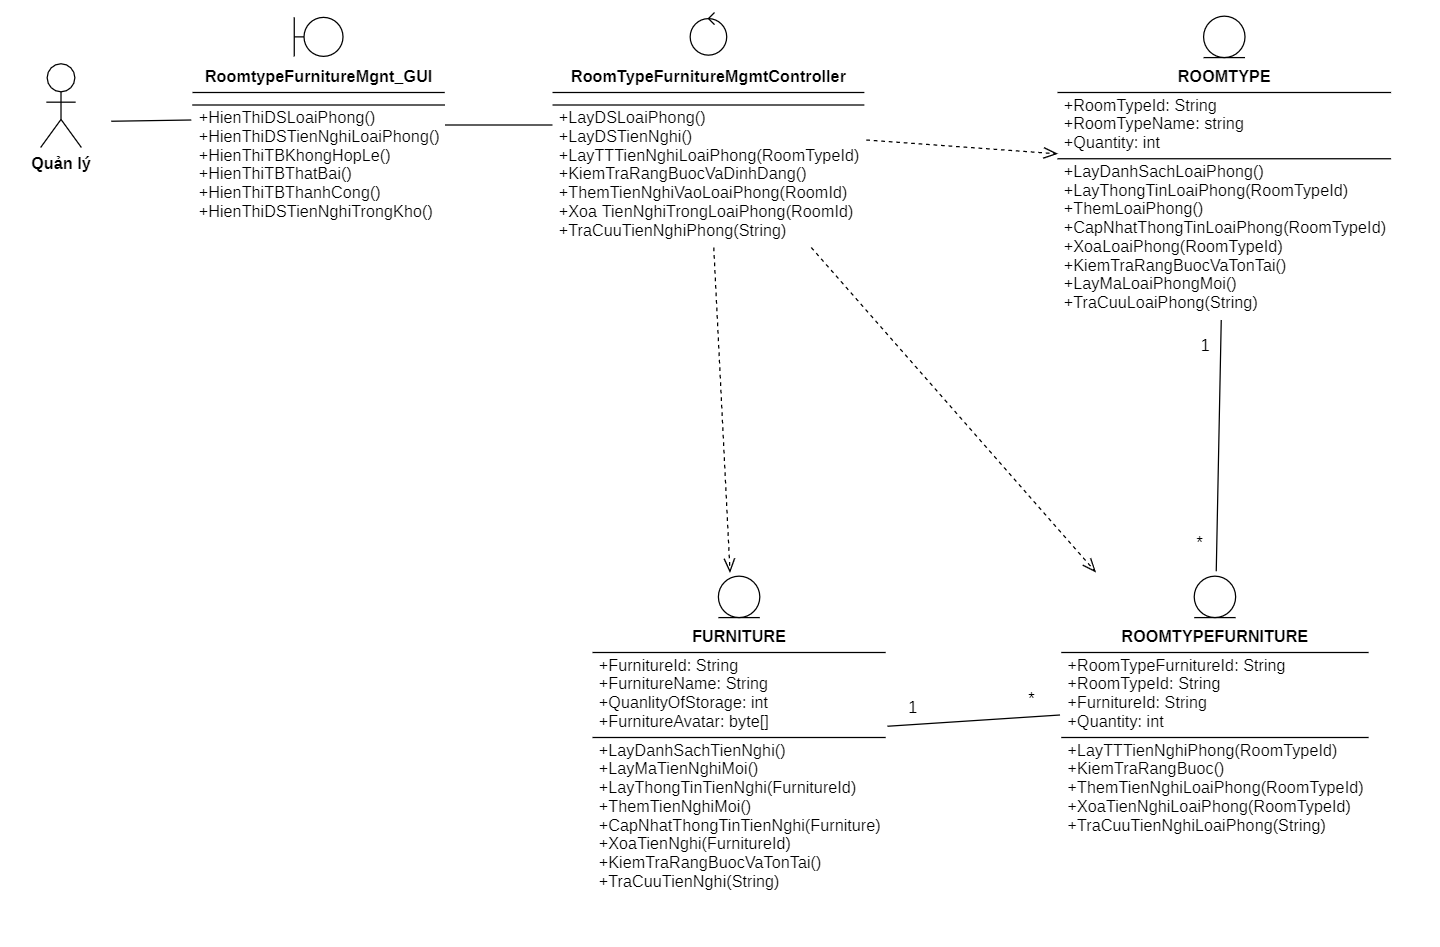 Quản lý
RoomtypeFurnitureMgnt_GUI
+HienThiDSLoaiPhong()
+HienThiDSTienNghiLoaiPhong()
+HienThiTBKhongHopLe()
+HienThiTBThatBai()
+HienThiTBThanhCong()
+HienThiDSTienNghiTrongKho()
RoomTypeFurnitureMgmtController
+LayDSLoaiPhong()
+LayDSTienNghi()
+LayTTTienNghiLoaiPhong(RoomTypeId)
+KiemTraRangBuocVaDinhDang()
+ThemTienNghiVaoLoaiPhong(RoomId)
+Xoa TienNghiTrongLoaiPhong(RoomId)
+TraCuuTienNghiPhong(String)
ROOMTYPE
+RoomTypeId: String
+RoomTypeName: string
+Quantity: int
+LayDanhSachLoaiPhong()
+LayThongTinLoaiPhong(RoomTypeId)
+ThemLoaiPhong()
+CapNhatThongTinLoaiPhong(RoomTypeId)
+XoaLoaiPhong(RoomTypeId)
+KiemTraRangBuocVaTonTai()
+LayMaLoaiPhongMoi()
+TraCuuLoaiPhong(String)
1
*
FURNITURE
+FurnitureId: String
+FurnitureName: String
+QuanlityOfStorage: int
+FurnitureAvatar: byte[]
+LayDanhSachTienNghi()
+LayMaTienNghiMoi()
+LayThongTinTienNghi(FurnitureId)
+ThemTienNghiMoi()
+CapNhatThongTinTienNghi(Furniture)
+XoaTienNghi(FurnitureId)
+KiemTraRangBuocVaTonTai()
+TraCuuTienNghi(String)
1
*
ROOMTYPEFURNITURE
+RoomTypeFurnitureId: String
+RoomTypeId: String
+FurnitureId: String
+Quantity: int
+LayTTTienNghiPhong(RoomTypeId)
+KiemTraRangBuoc()
+ThemTienNghiLoaiPhong(RoomTypeId)
+XoaTienNghiLoaiPhong(RoomTypeId)
+TraCuuTienNghiLoaiPhong(String)